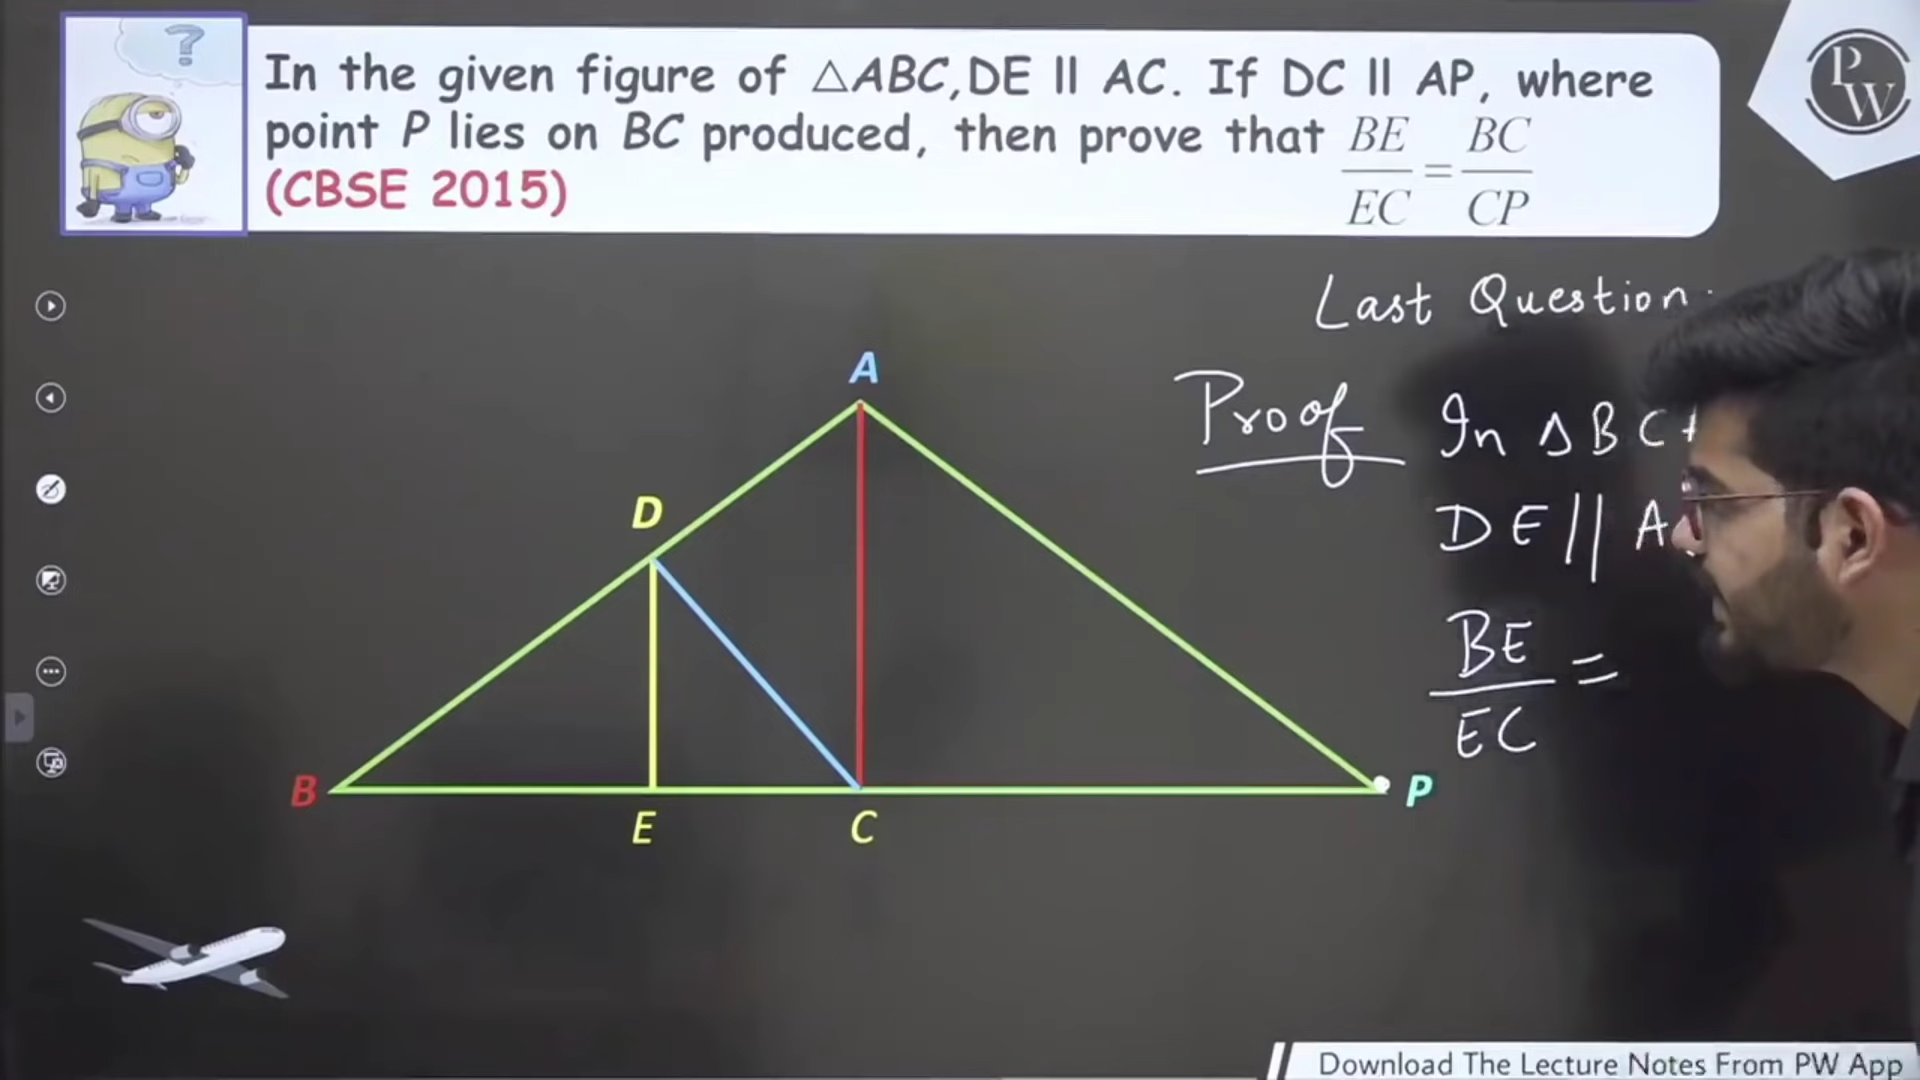 ?
In the given figure of △ABC, DE || AC. If DC || AP, where
point P lies on BC produced, then prove that BE/EC = BC/CP
(CBSE 2015)
PW
Last Question
Proof In △BC
DE || A
BE/EC =
A
D
B
E
C
P
Download The Lecture Notes From PW App